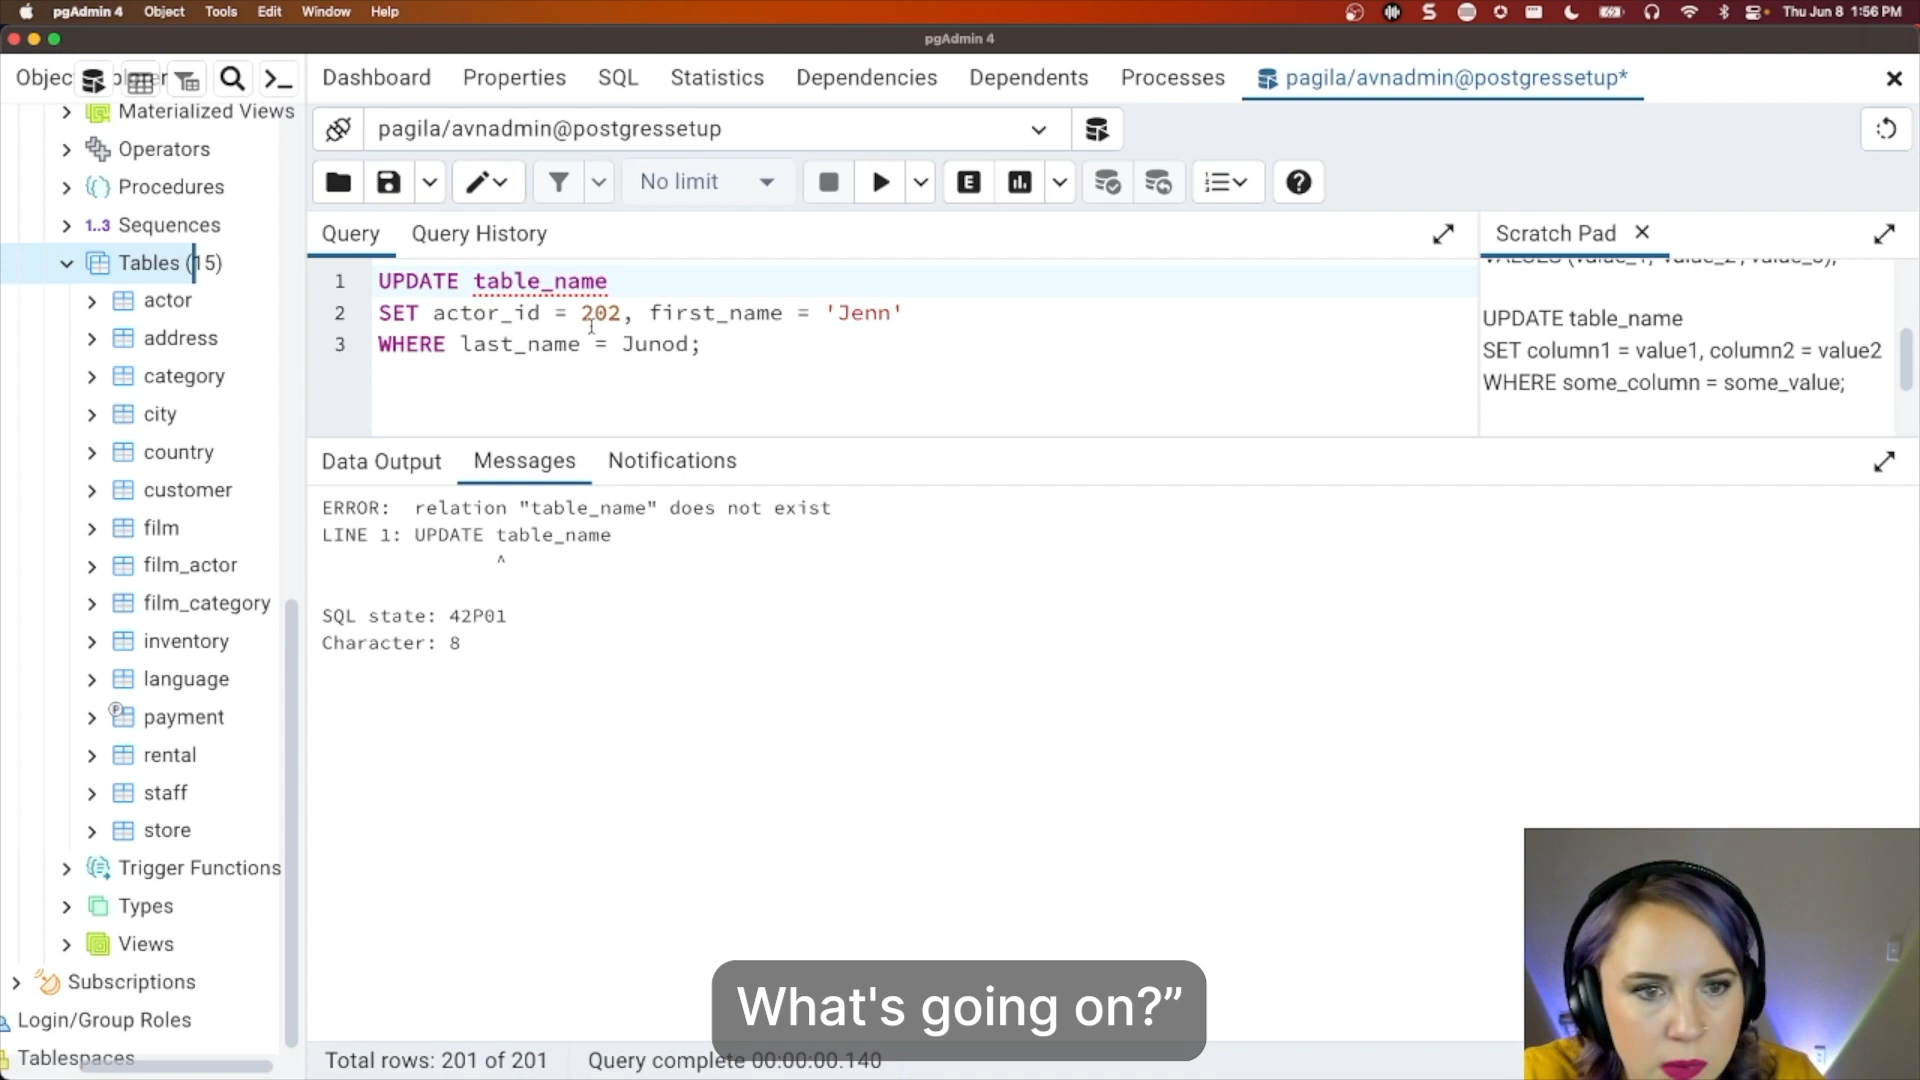 pgAdmin 4 Object Tools Edit Window Help Thu Jun 8 1:56 PM
pgAdmin 4
Objec Dashboard Properties SQL Statistics Dependencies Dependents Processes pagila/avnadmin@postgressetup*
Materialized Views
Operators
Procedures
1..3 Sequences
Tables (15)
actor
address
category
city
country
customer
film
film_actor
film_category
inventory
language
payment
rental
staff
store
Trigger Functions
Types
Views
Subscriptions
Login/Group Roles
Tablespaces
pagila/avnadmin@postgressetup
No limit
E
Query Query History
1 UPDATE table_name
2 SET actor_id = 202, first_name = 'Jenn'
3 WHERE last_name = Junod;
Scratch Pad
VALUES (value_1, value_2, value_3);
UPDATE table_name
SET column1 = value1, column2 = value2
WHERE some_column = some_value;
Data Output Messages Notifications
ERROR: relation "table_name" does not exist
LINE 1: UPDATE table_name
^
SQL state: 42P01
Character: 8
What's going on?”
Total rows: 201 of 201 Query complete 00:00:00.140